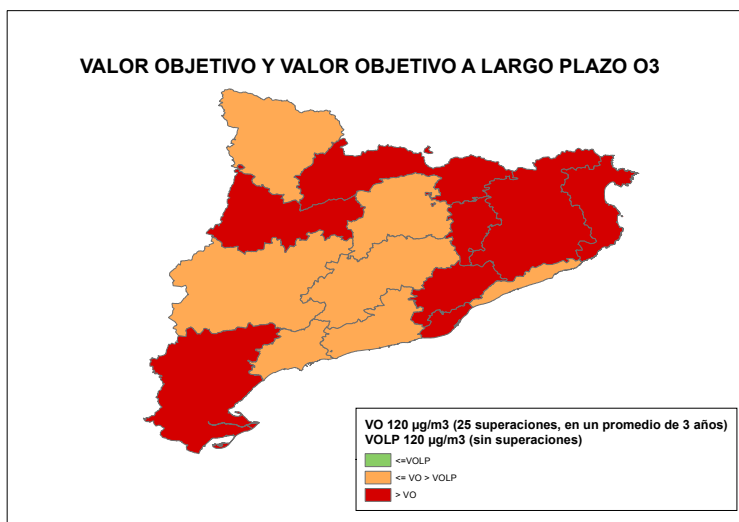 VALOR OBJETIVO Y VALOR OBJETIVO A LARGO PLAZO O3
VO 120 µg/m3 (25 superaciones, en un promedio de 3 años)
VOLP 120 µg/m3 (sin superaciones)
<=VOLP
<= VO > VOLP
> VO